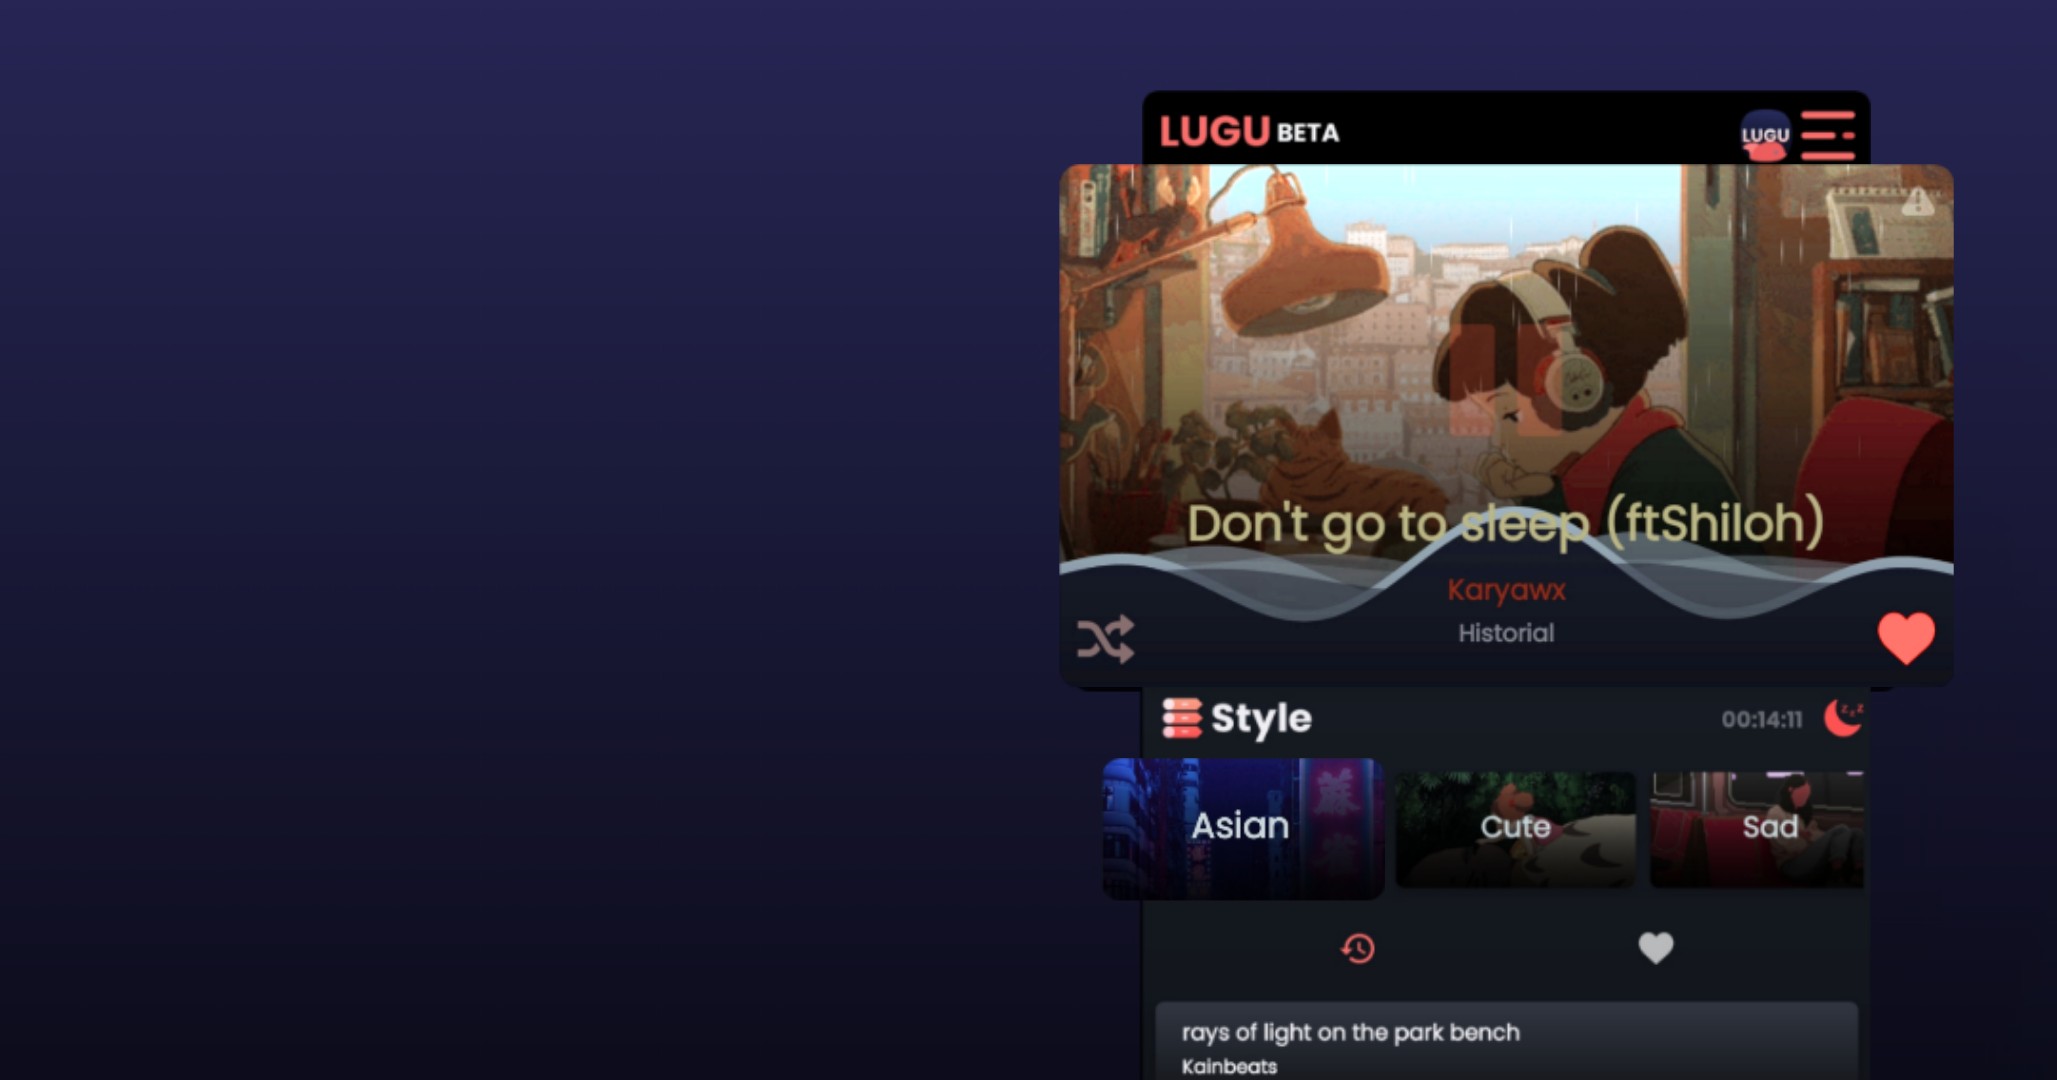 LUGU BETA
LUGU
Don't go to sleep (ftShiloh)
Karyawx
Historial
Style
00:14:11
Asian
Cute
Sad
rays of light on the park bench
Kainbeats